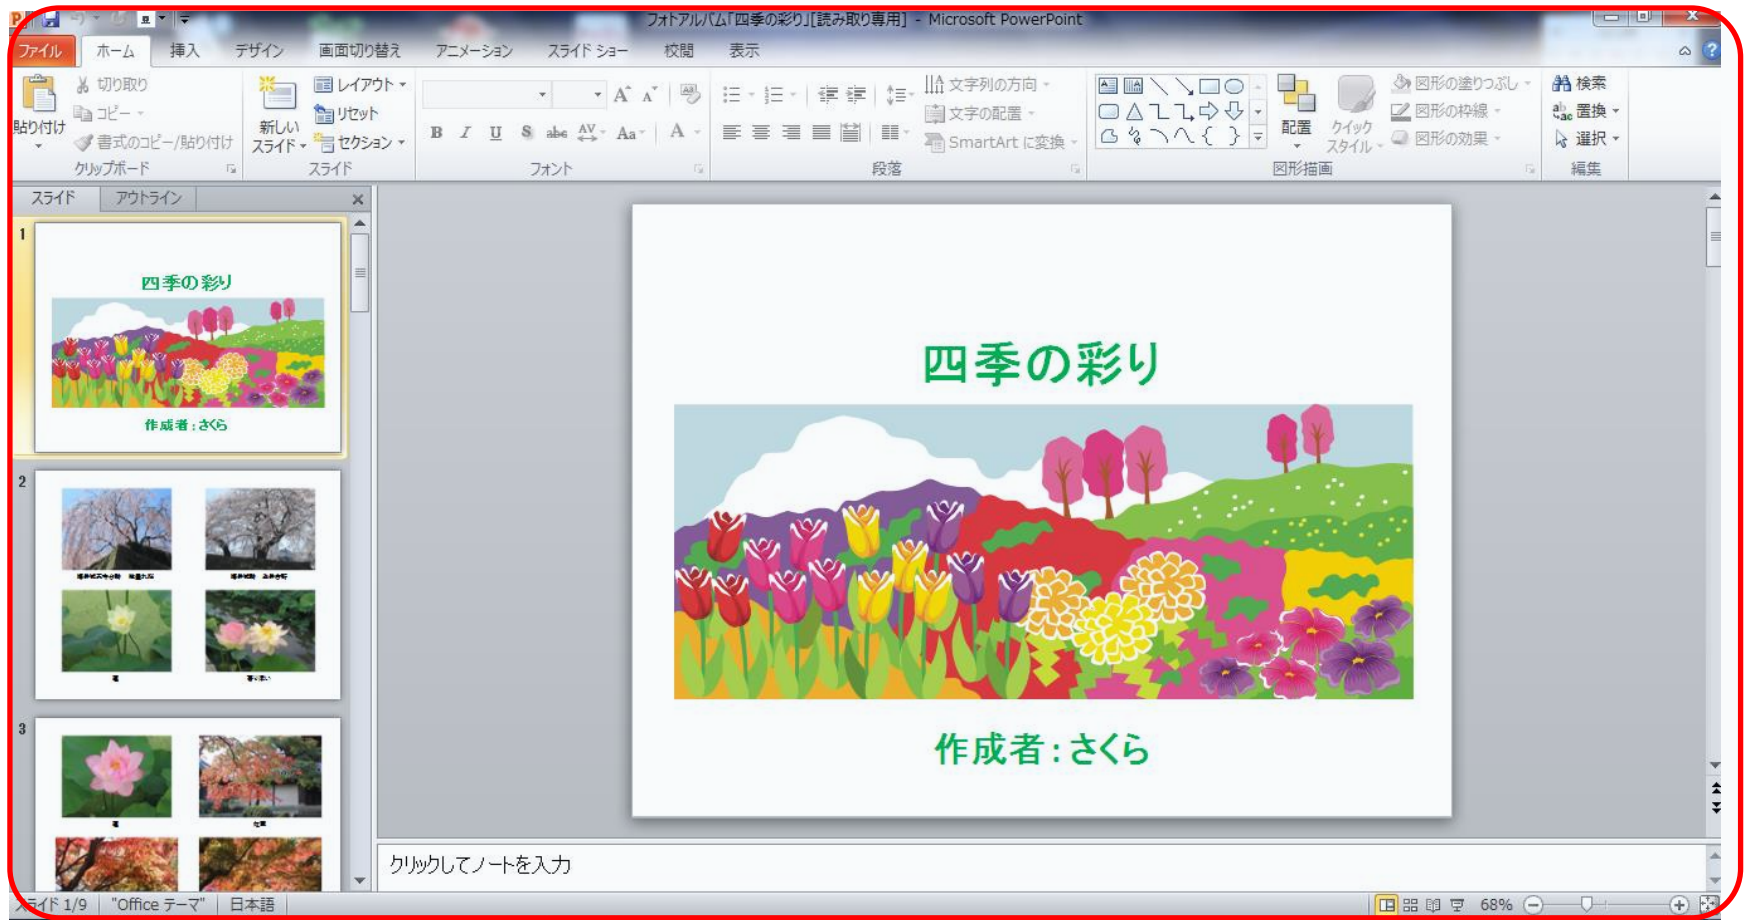 フォトアルバム「四季の彩り」[読み取り専用] - Microsoft PowerPoint
ファイル ホーム 挿入 デザイン 画面切り替え アニメーション スライド ショー 校閲 表示
貼り付け
切り取り
コピー
書式のコピー/貼り付け
クリップボード
新しい
スライド
レイアウト
リセット
セクション
スライド
B I U S abc AV Aa A
フォント
文字列の方向
文字の配置
SmartArt に変換
段落
配置
クイック
スタイル
図形の塗りつぶし
図形の枠線
図形の効果
図形描画
検索
置換
選択
編集
スライド アウトライン
1
四季の彩り
作成者:さくら
2
3
四季の彩り
作成者:さくら
クリックしてノートを入力
スライド 1/9 "Office テーマ" 日本語 68%